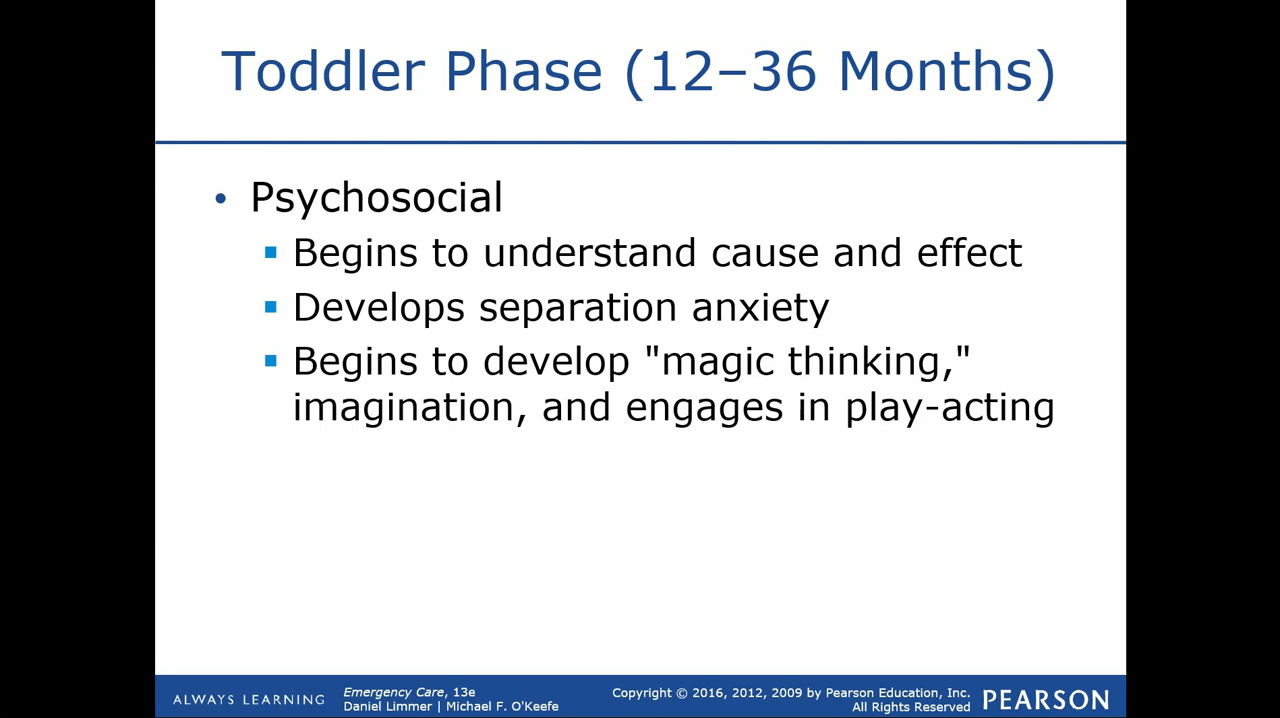 Toddler Phase (12–36 Months)
• Psychosocial
▪ Begins to understand cause and effect
▪ Develops separation anxiety
▪ Begins to develop "magic thinking,"
imagination, and engages in play-acting
ALWAYS LEARNING
Emergency Care, 13e
Daniel Limmer | Michael F. O'Keefe
Copyright © 2016, 2012, 2009 by Pearson Education, Inc.
All Rights Reserved
PEARSON